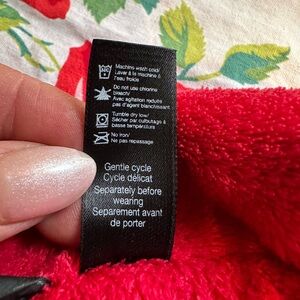 Machine wash cold/
Laver à la machine à
l'eau froide
Do not use chlorine
bleach/
Avec agitation réduite
pas d'agent blanchissant
Tumble dry low/
Sécher par culbutage à
basse température
No iron/
Ne pas repassage
Gentle cycle
Cycle délicat
Separately before
wearing
Separement avant
de porter